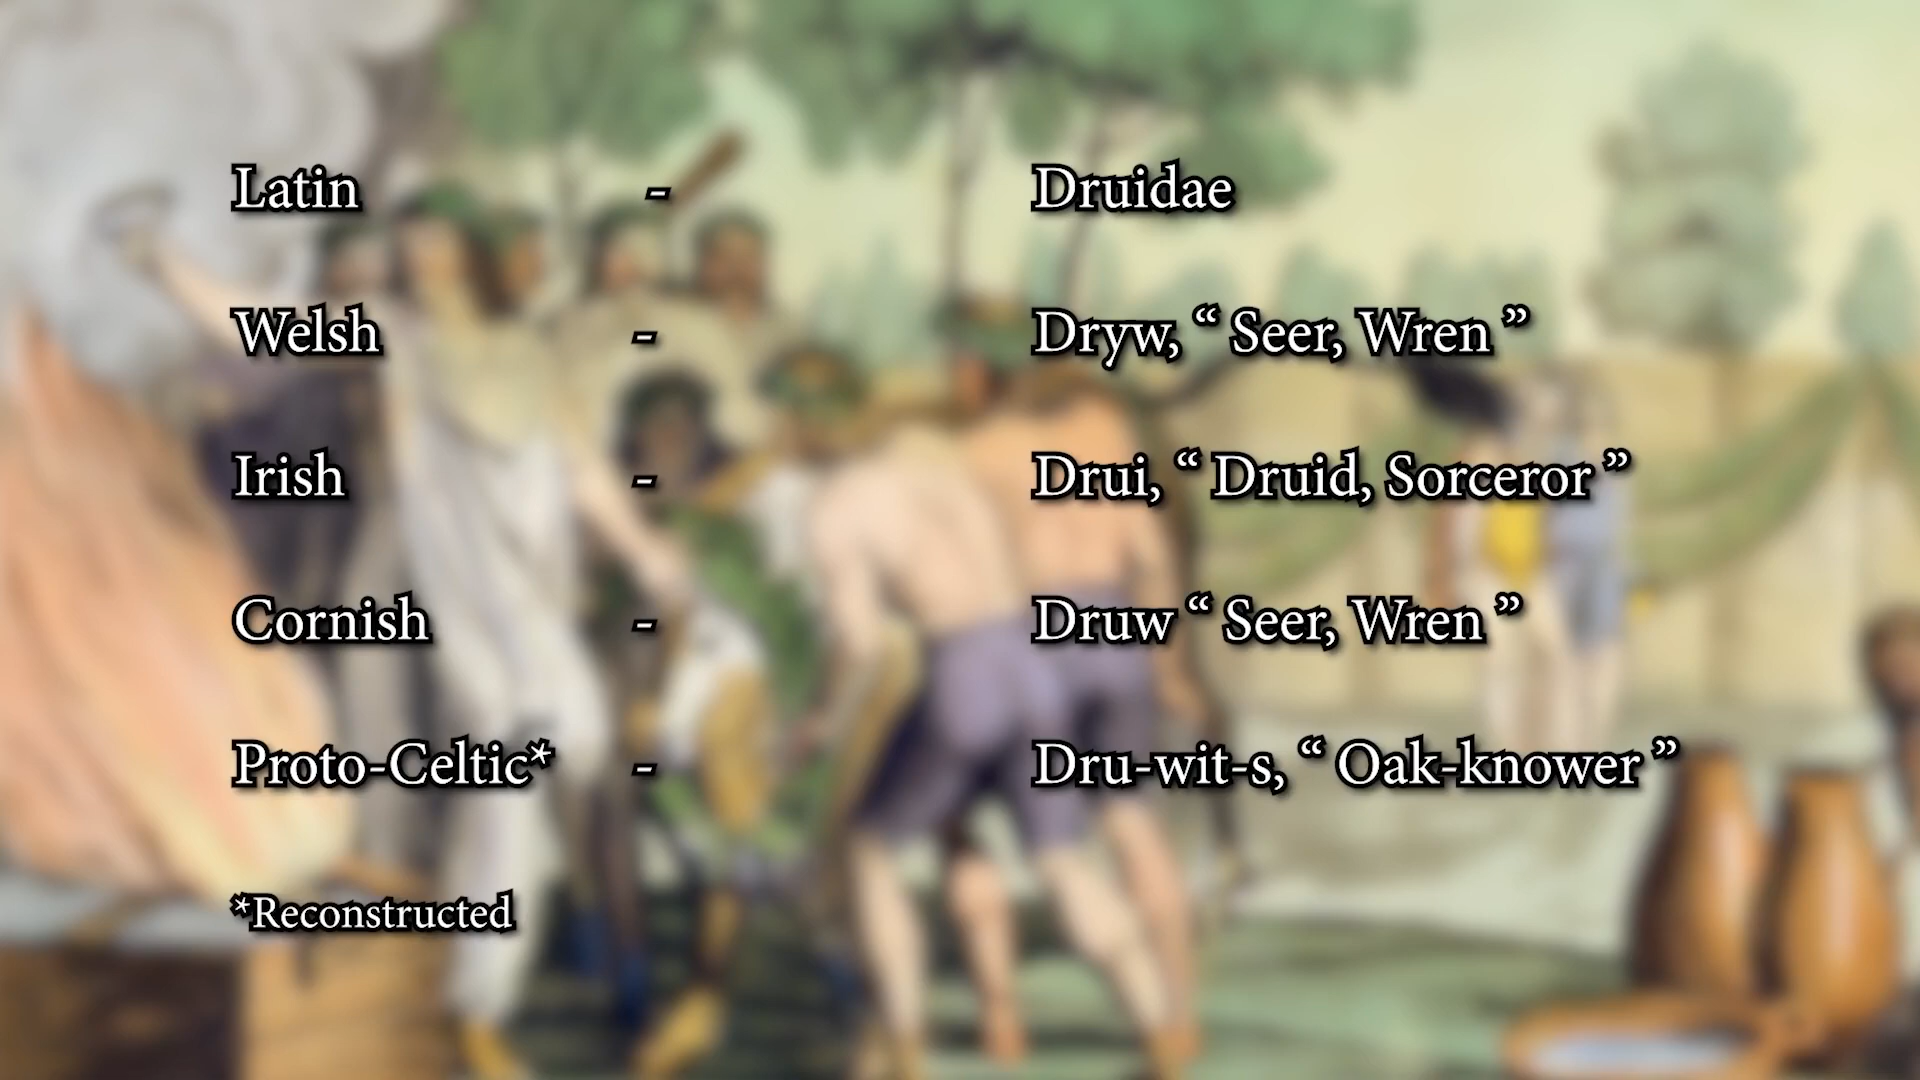 Latin - Druidae
Welsh - Dryw, “ Seer, Wren ”
Irish - Drui, “ Druid, Sorceror ”
Cornish - Druw “ Seer, Wren ”
Proto-Celtic* - Dru-wit-s, “ Oak-knower ”
*Reconstructed